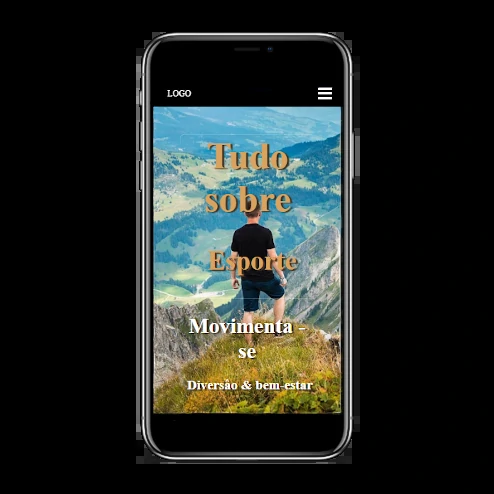 LOGO
Tudo
sobre
Esporte
Movimenta -
se
Diversão & bem-estar